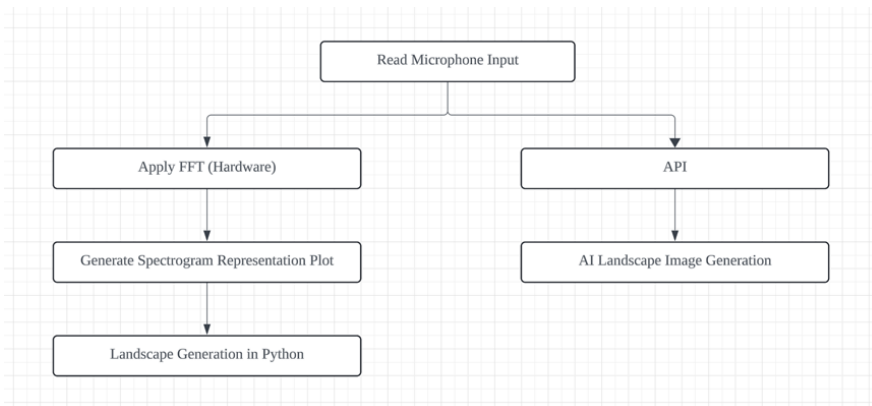 Read Microphone Input
Apply FFT (Hardware)
API
Generate Spectrogram Representation Plot
AI Landscape Image Generation
Landscape Generation in Python